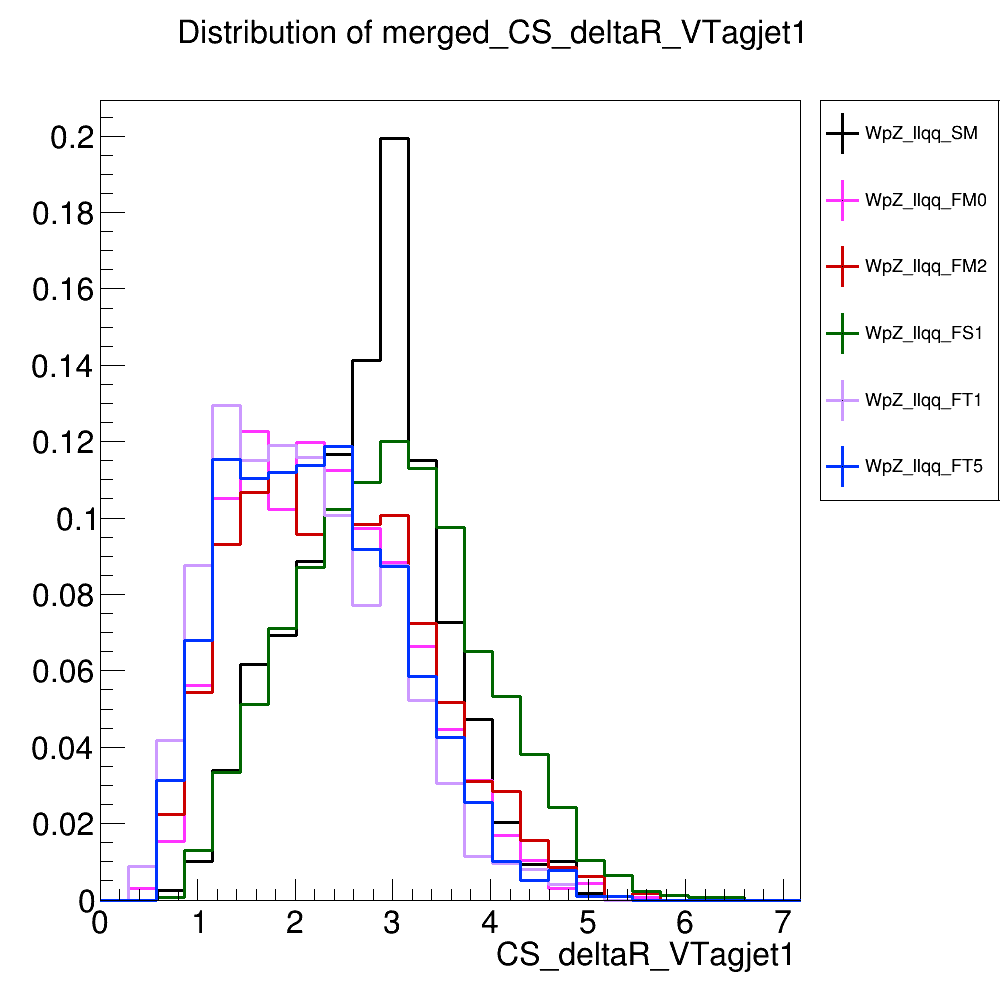 Distribution of merged_CS_deltaR_VTagjet1
0.2
0.18
0.16
0.14
0.12
0.1
0.08
0.06
0.04
0.02
0
0 1 2 3 4 5 6 7
CS_deltaR_VTagjet1
WpZ_llqq_SM
WpZ_llqq_FM0
WpZ_llqq_FM2
WpZ_llqq_FS1
WpZ_llqq_FT1
WpZ_llqq_FT5